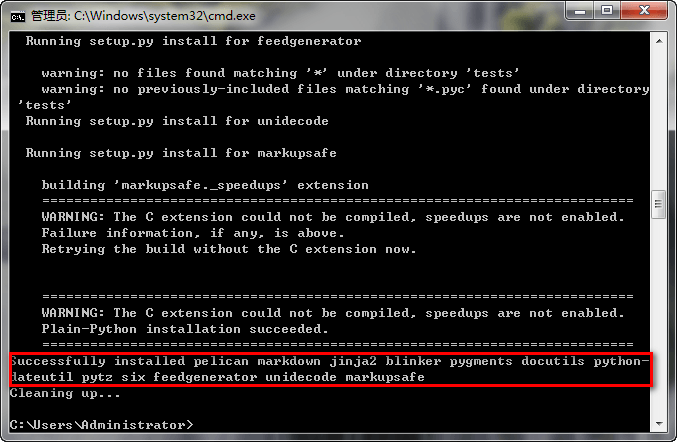 管理员: C:\Windows\system32\cmd.exe
Running setup.py install for feedgenerator
warning: no files found matching '*' under directory 'tests'
warning: no previously-included files matching '*.pyc' found under directory
'tests'
Running setup.py install for unidecode
Running setup.py install for markupsafe
building 'markupsafe._speedups' extension
==========================================================================
WARNING: The C extension could not be compiled, speedups are not enabled.
Failure information, if any, is above.
Retrying the build without the C extension now.
==========================================================================
WARNING: The C extension could not be compiled, speedups are not enabled.
Plain-Python installation succeeded.
==========================================================================
Successfully installed pelican markdown jinja2 blinker pygments docutils python-
dateutil pytz six feedgenerator unidecode markupsafe
Cleaning up...
C:\Users\Administrator>